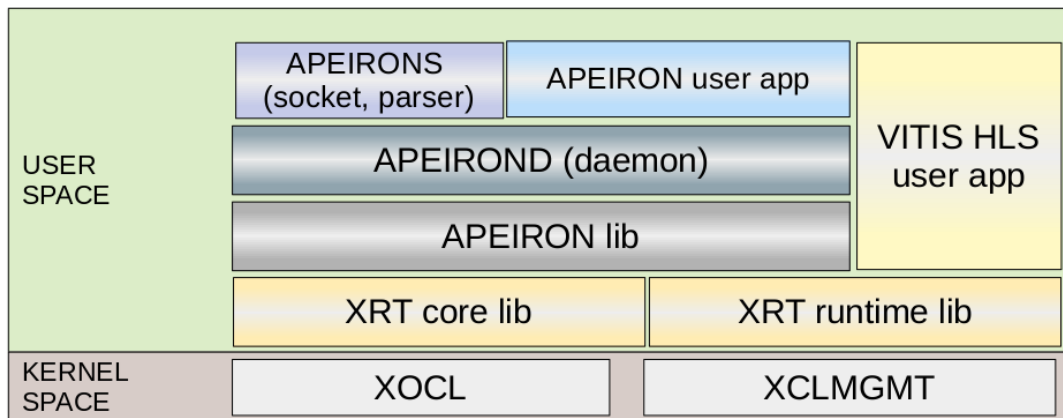 APEIRONS
(socket, parser)
APEIRON user app
VITIS HLS
user app
USER
SPACE
APEIROND (daemon)
APEIRON lib
XRT core lib
XRT runtime lib
KERNEL
SPACE
XOCL
XCLMGMT